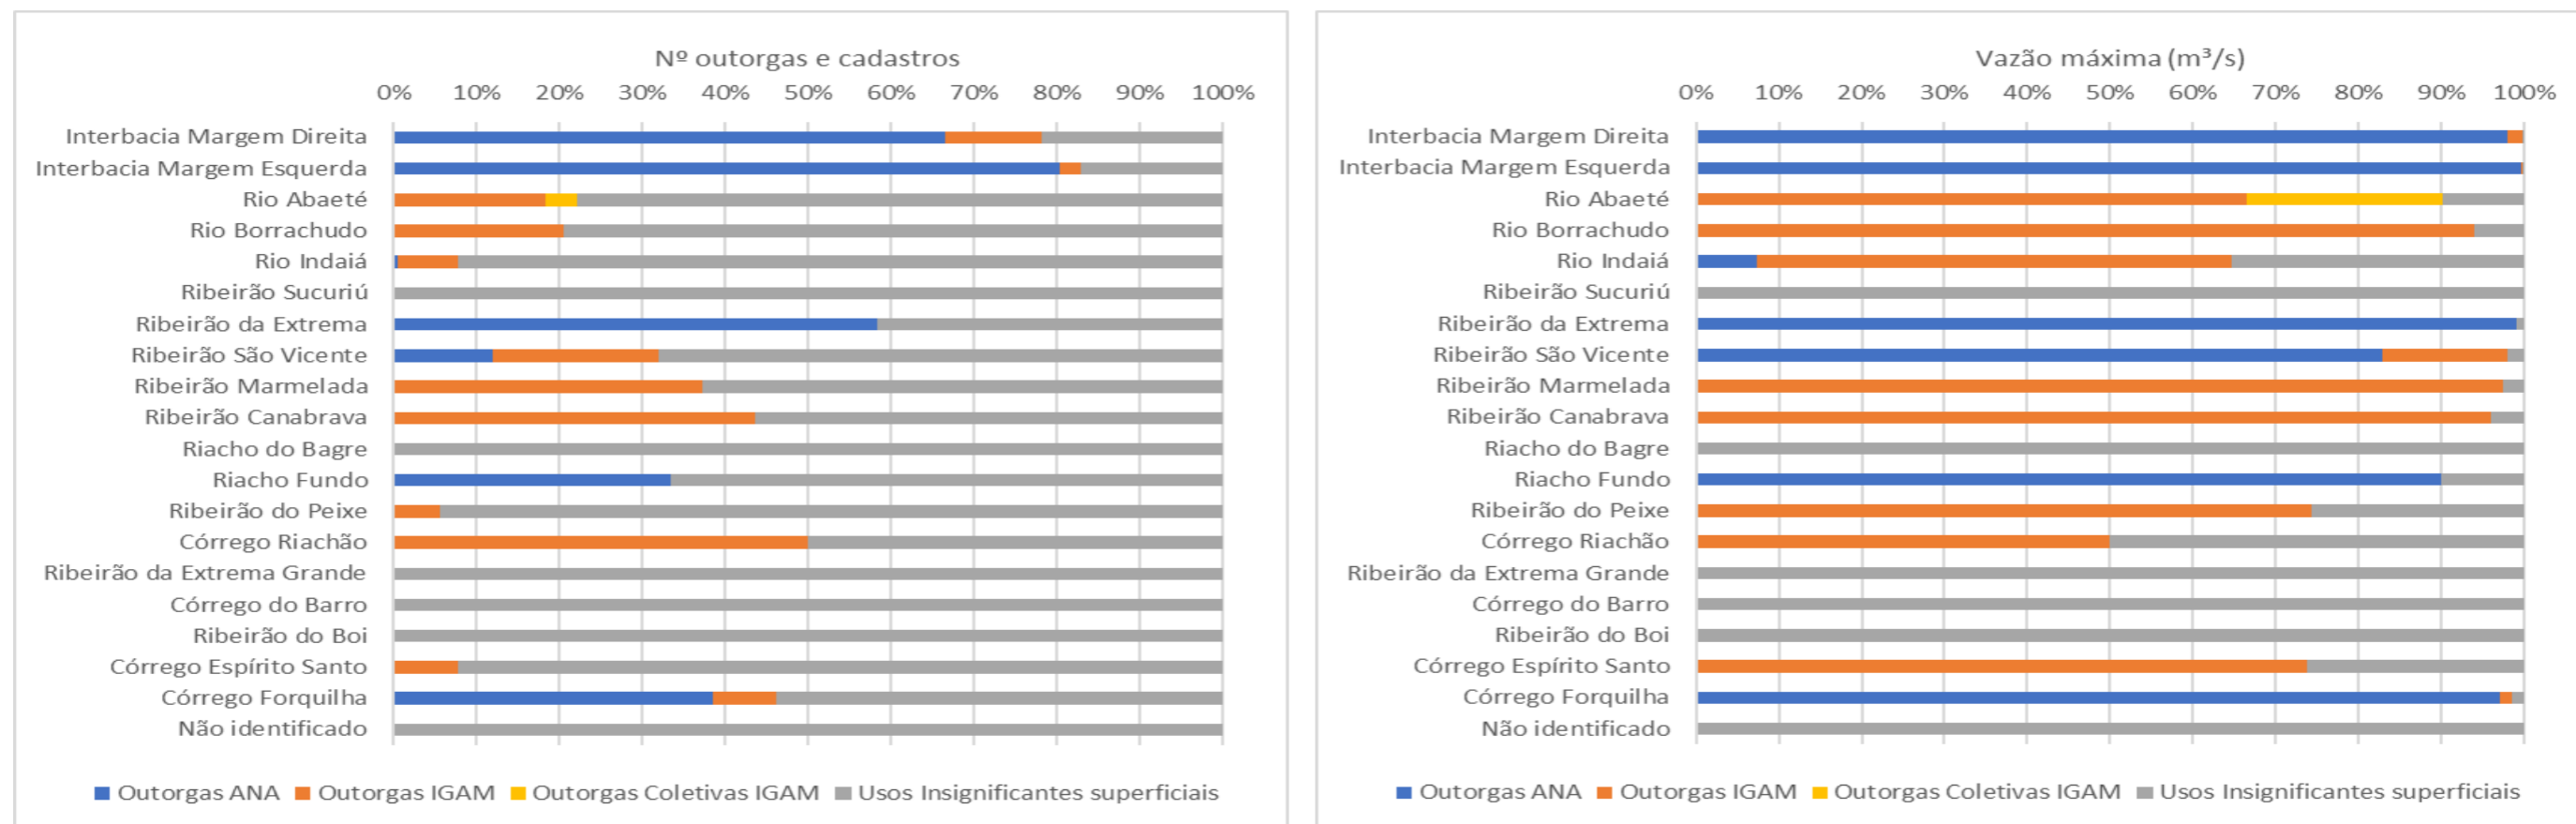 Nº outorgas e cadastros
0% 10% 20% 30% 40% 50% 60% 70% 80% 90% 100%
Interbacia Margem Direita
Interbacia Margem Esquerda
Rio Abaeté
Rio Borrachudo
Rio Indaiá
Ribeirão Sucuriú
Ribeirão da Extrema
Ribeirão São Vicente
Ribeirão Marmelada
Ribeirão Canabrava
Riacho do Bagre
Riacho Fundo
Ribeirão do Peixe
Córrego Riachão
Ribeirão da Extrema Grande
Córrego do Barro
Ribeirão do Boi
Córrego Espírito Santo
Córrego Forquilha
Não identificado
Outorgas ANA Outorgas IGAM Outorgas Coletivas IGAM Usos Insignificantes superficiais
Vazão máxima (m³/s)
0% 10% 20% 30% 40% 50% 60% 70% 80% 90% 100%
Interbacia Margem Direita
Interbacia Margem Esquerda
Rio Abaeté
Rio Borrachudo
Rio Indaiá
Ribeirão Sucuriú
Ribeirão da Extrema
Ribeirão São Vicente
Ribeirão Marmelada
Ribeirão Canabrava
Riacho do Bagre
Riacho Fundo
Ribeirão do Peixe
Córrego Riachão
Ribeirão da Extrema Grande
Córrego do Barro
Ribeirão do Boi
Córrego Espírito Santo
Córrego Forquilha
Não identificado
Outorgas ANA Outorgas IGAM Outorgas Coletivas IGAM Usos Insignificantes superficiais